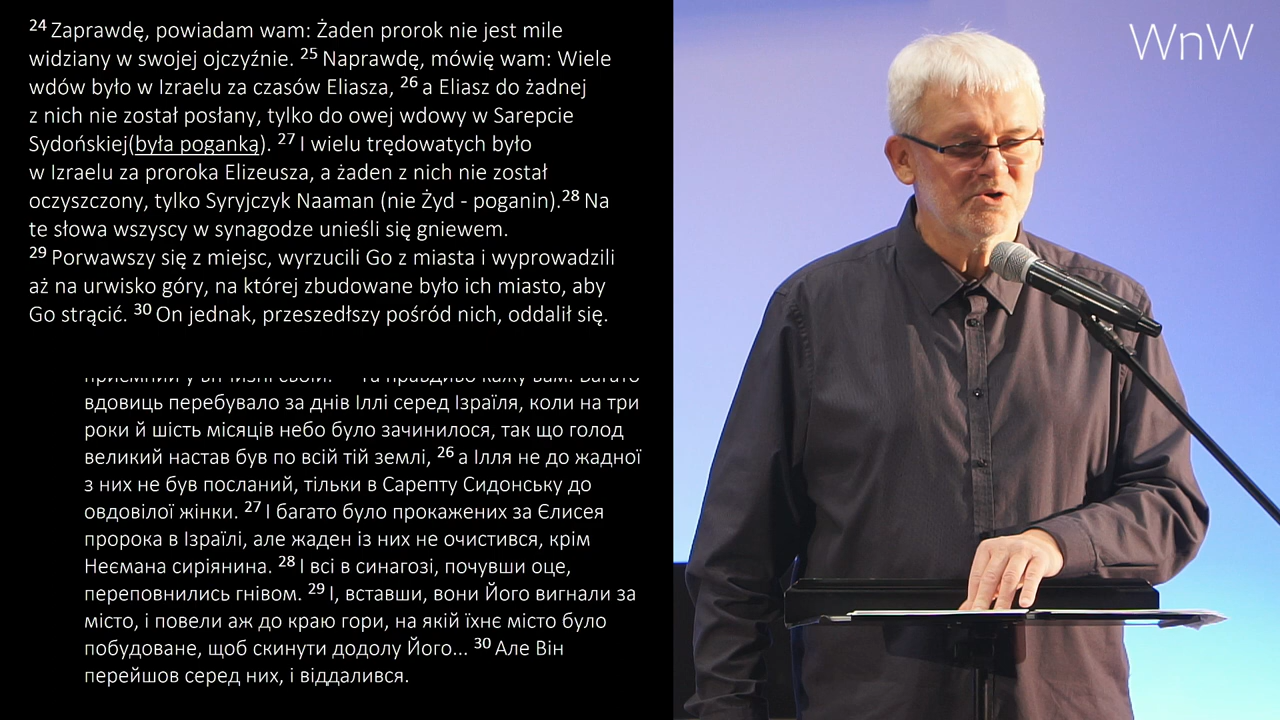 24 Zaprawdę, powiadam wam: Żaden prorok nie jest mile
widziany w swojej ojczyźnie. 25 Naprawdę, mówię wam: Wiele
wdów było w Izraelu za czasów Eliasza, 26 a Eliasz do żadnej
z nich nie został posłany, tylko do owej wdowy w Sarepcie
Sydońskiej(była poganką). 27 I wielu trędowatych było
w Izraelu za proroka Elizeusza, a żaden z nich nie został
oczyszczony, tylko Syryjczyk Naaman (nie Żyd - poganin).28 Na
te słowa wszyscy w synagodze unieśli się gniewem.
29 Porwawszy się z miejsc, wyrzucili Go z miasta i wyprowadzili
aż na urwisko góry, na której zbudowane było ich miasto, aby
Go strącić. 30 On jednak, przeszedłszy pośród nich, oddalił się.
приємний у вітчизні своїй. Та правдиво кажу вам: Багато
вдовиць перебувало за днів Іллі серед Ізраїля, коли на три
роки й шість місяців небо було зачинилося, так що голод
великий настав був по всій тій землі, 26 а Ілля не до жадної
з них не був посланий, тільки в Сарепту Сидонську до
овдовілої жінки. 27 І багато було прокажених за Єлисея
пророка в Ізраїлі, але жаден із них не очистився, крім
Неємана сиріянина. 28 І всі в синагозі, почувши оце,
переповнились гнівом. 29 І, вставши, вони Його вигнали за
місто, і повели аж до краю гори, на якій їхнє місто було
побудоване, щоб скинути додолу Його... 30 Але Він
перейшов серед них, і віддалився.
WnW